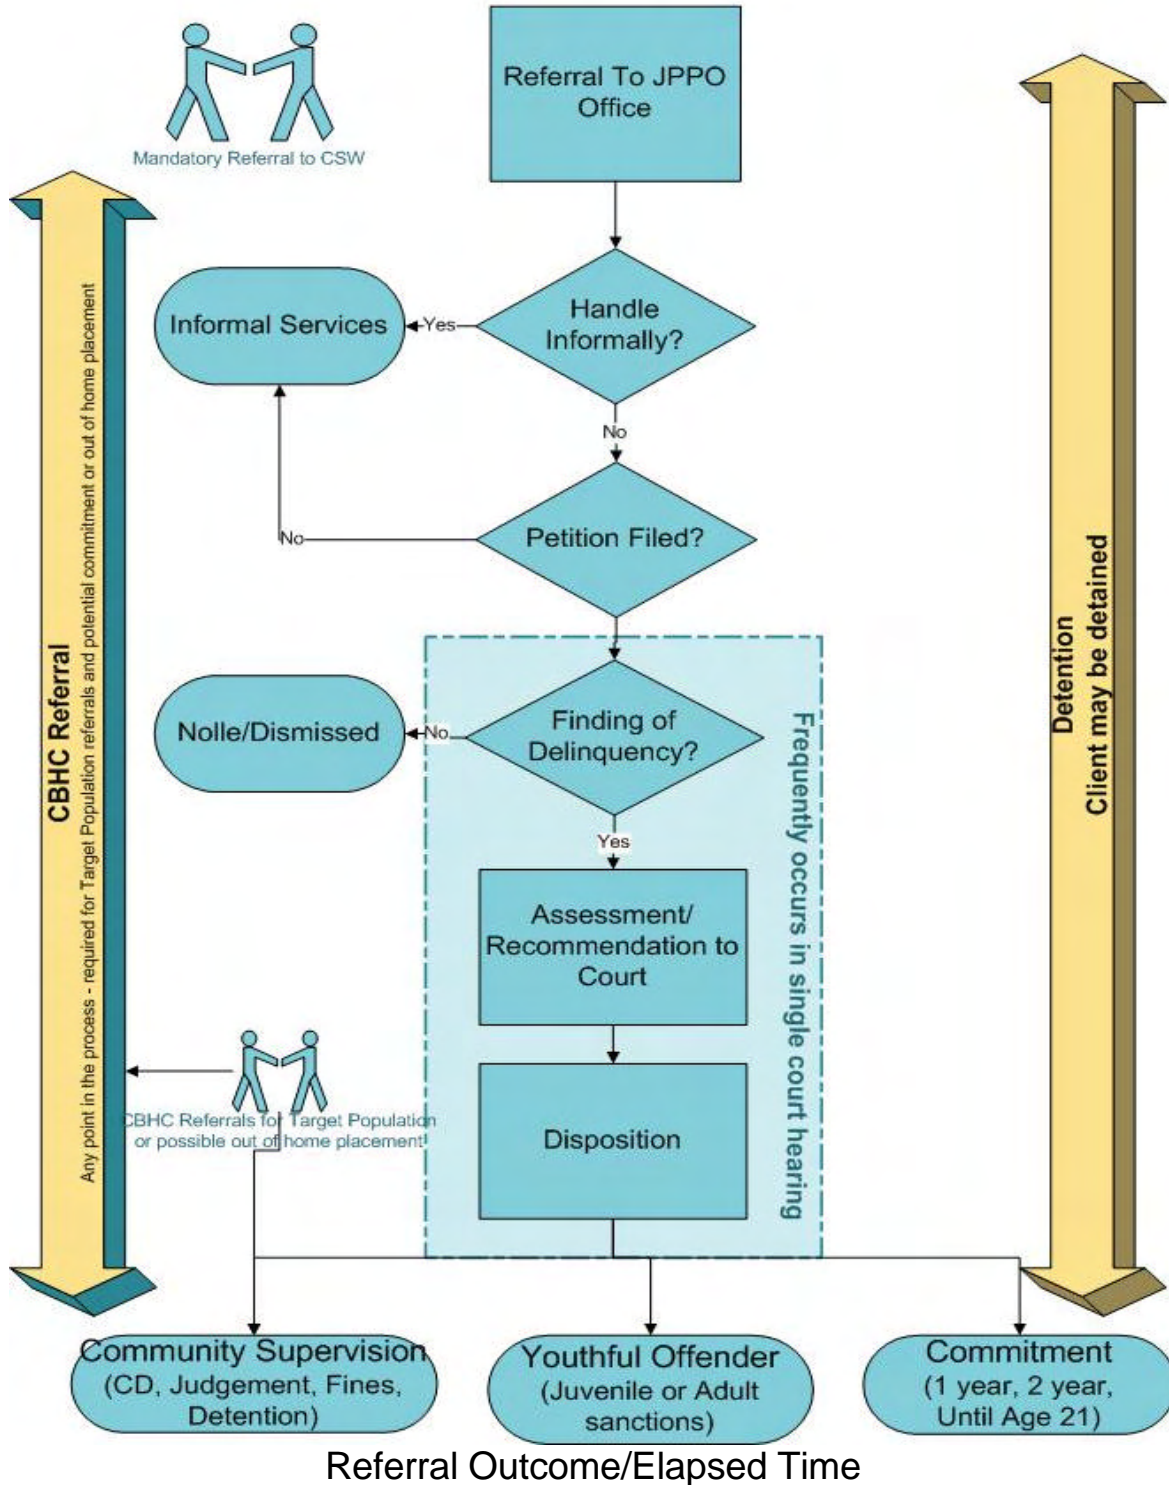 Referral To JPPO
Office
Mandatory Referral to CSW
Handle
Informally?
Yes
Informal Services
No
Petition Filed?
No
Finding of
Delinquency?
No
Nolle/Dismissed
Yes
Assessment/
Recommendation to
Court
Disposition
Frequently occurs in single court hearing
CBHC Referral
Any point in the process - required for Target Population referrals and potential commitment or out of home placement
Detention
Client may be detained
CBHC Referrals for Target Population
or possible out of home placement
Community Supervision
(CD, Judgement, Fines,
Detention)
Youthful Offender
(Juvenile or Adult
sanctions)
Commitment
(1 year, 2 year,
Until Age 21)
Referral Outcome/Elapsed Time